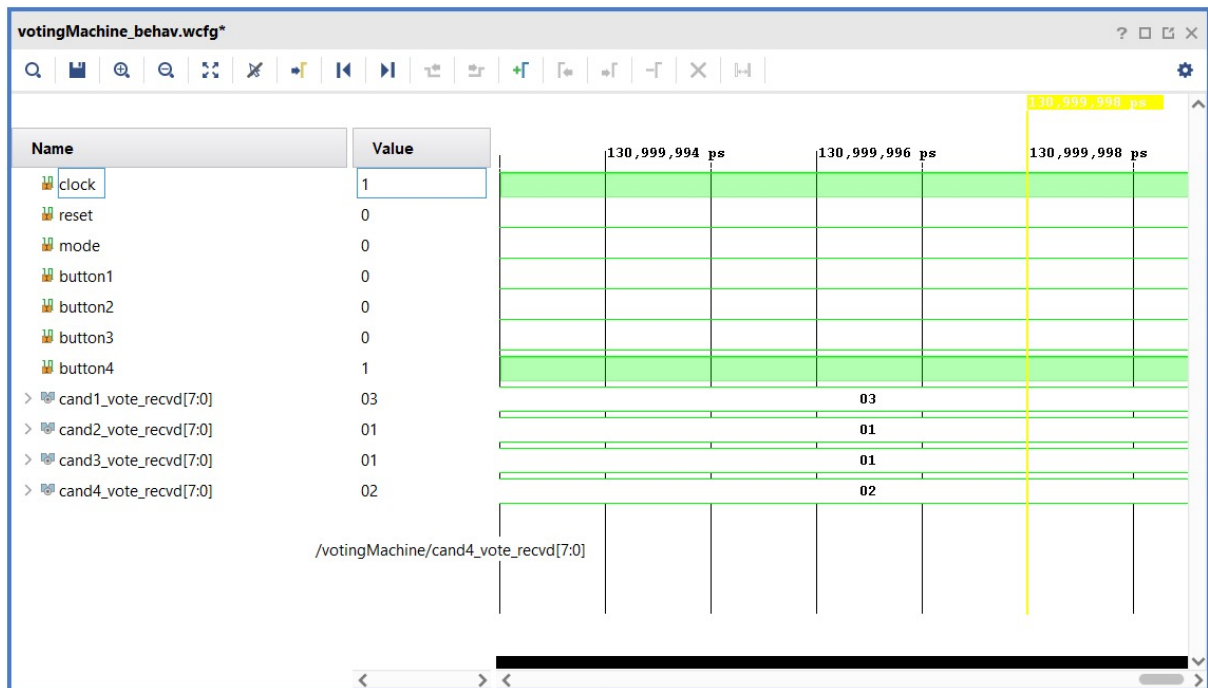 votingMachine_behav.wcfg*
130,999,998 ps
Name Value
130,999,994 ps 130,999,996 ps 130,999,998 ps
clock 1
reset 0
mode 0
button1 0
button2 0
button3 0
button4 1
cand1_vote_recvd[7:0] 03 03
cand2_vote_recvd[7:0] 01 01
cand3_vote_recvd[7:0] 01 01
cand4_vote_recvd[7:0] 02 02
/votingMachine/cand4_vote_recvd[7:0]